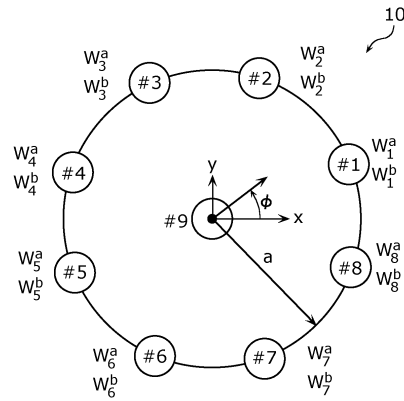 10
W₃ᵃ
W₃ᵇ
#3
#2
W₂ᵃ
W₂ᵇ
W₄ᵃ
W₄ᵇ
#4
#1
W₁ᵃ
W₁ᵇ
y
ϕ
#9
x
a
W₅ᵃ
W₅ᵇ
#5
#8
W₈ᵃ
W₈ᵇ
W₆ᵃ
W₆ᵇ
#6
#7
W₇ᵃ
W₇ᵇ